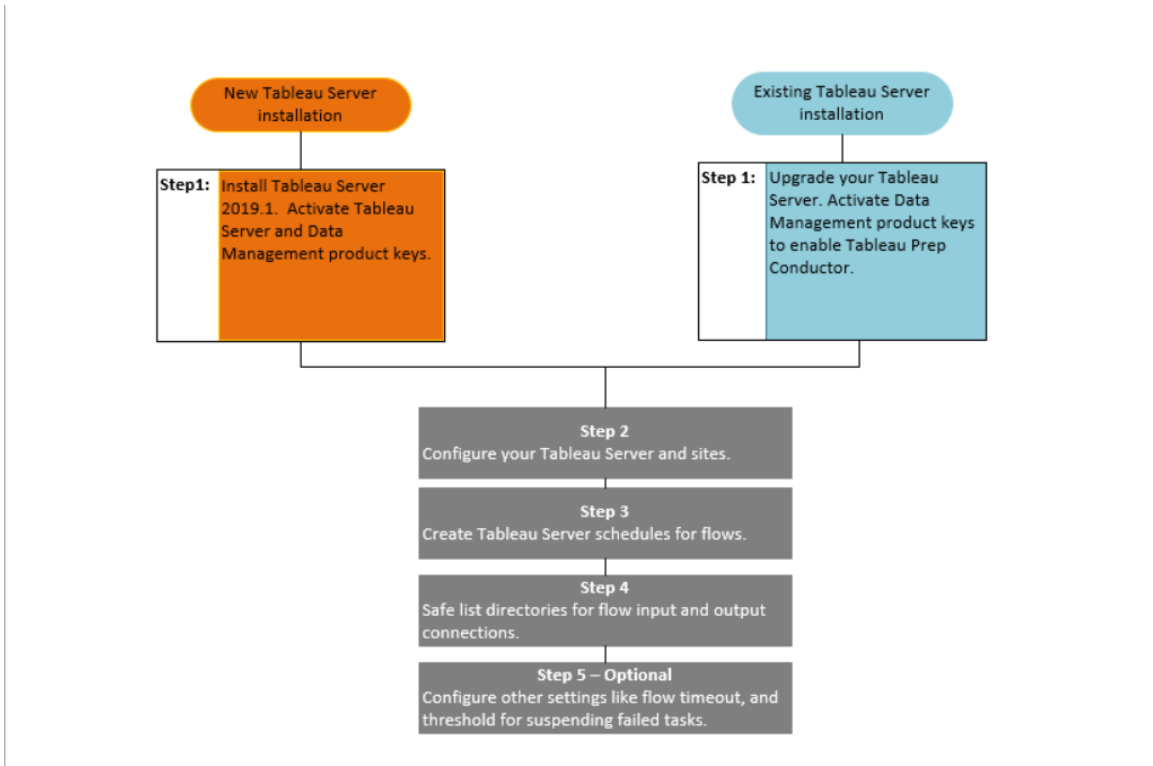 New Tableau Server
installation
Step1:
Install Tableau Server
2019.1. Activate Tableau
Server and Data
Management product keys.
Existing Tableau Server
installation
Step 1:
Upgrade your Tableau
Server. Activate Data
Management product keys
to enable Tableau Prep
Conductor.
Step 2
Configure your Tableau Server and sites.
Step 3
Create Tableau Server schedules for flows.
Step 4
Safe list directories for flow input and output
connections.
Step 5 – Optional
Configure other settings like flow timeout, and
threshold for suspending failed tasks.